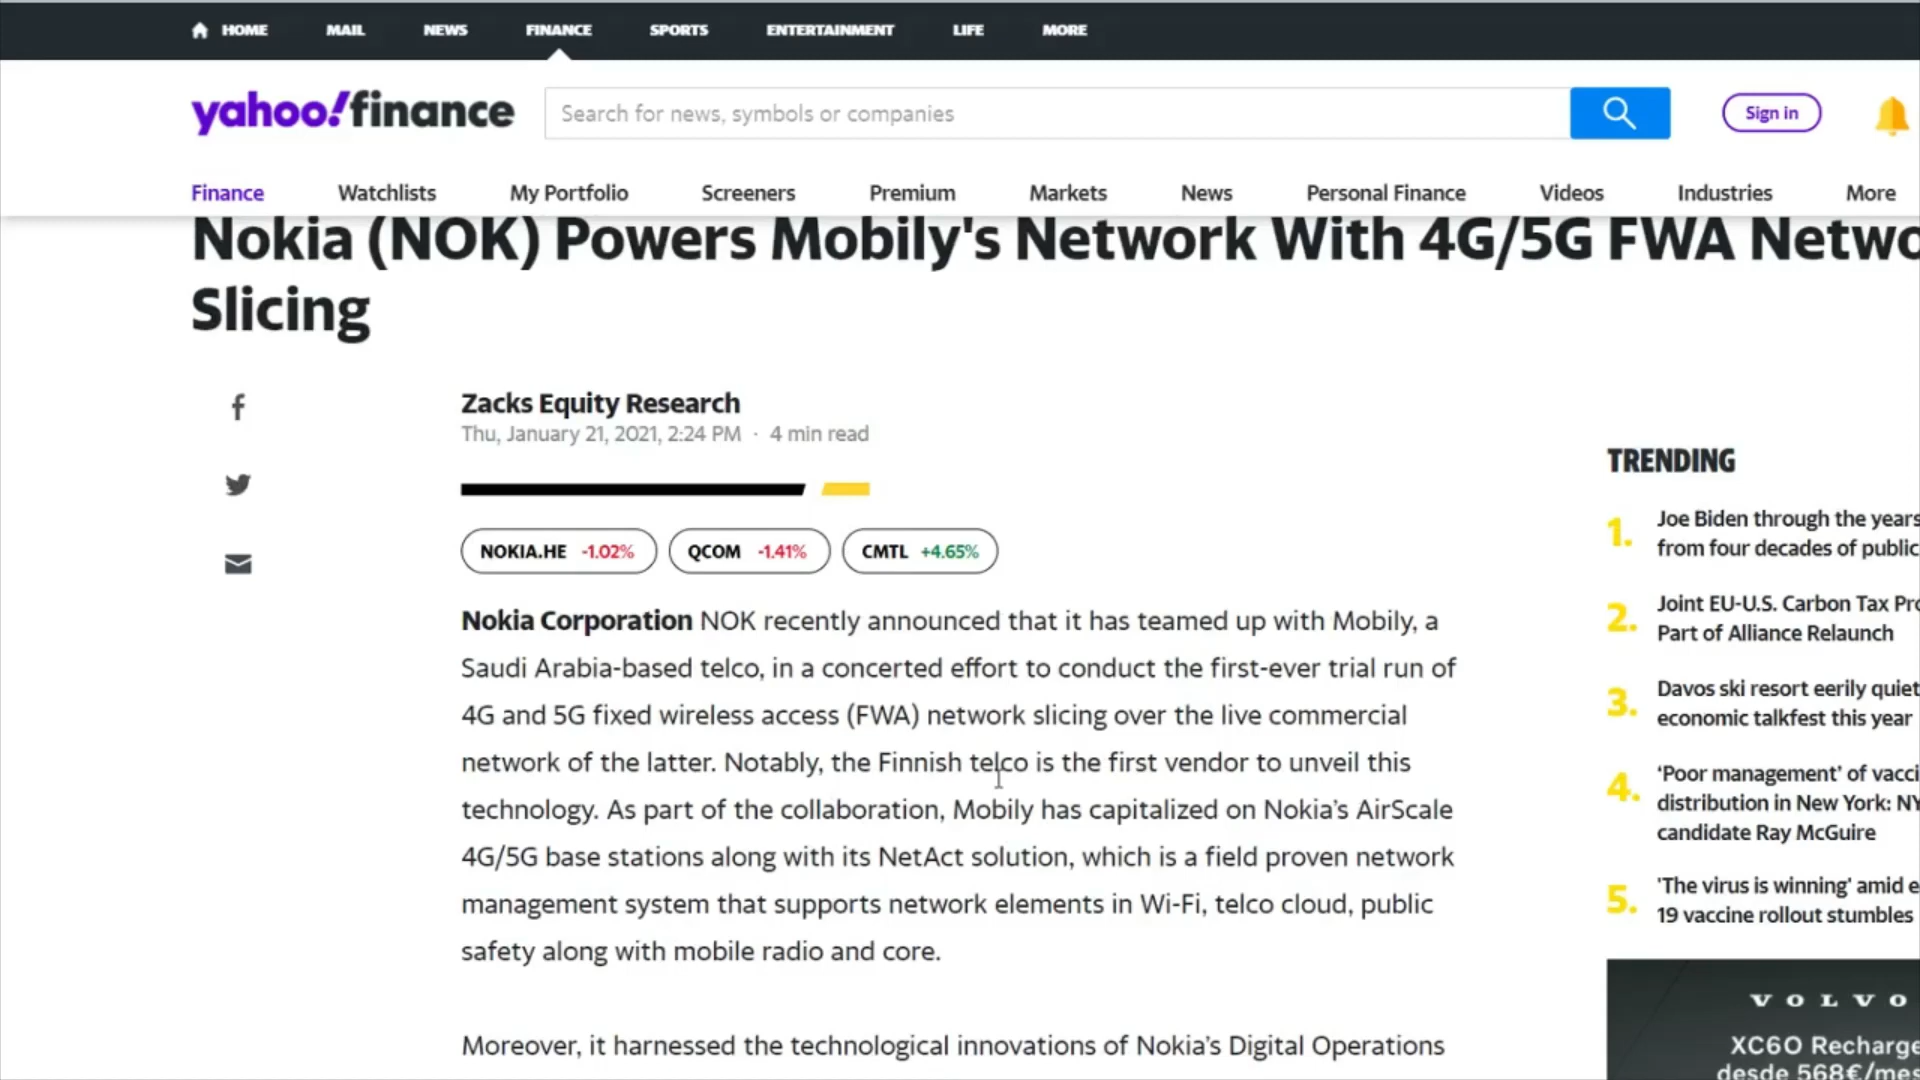 HOME MAIL NEWS FINANCE SPORTS ENTERTAINMENT LIFE MORE
yahoo!finance Search for news, symbols or companies Sign in
Finance Watchlists My Portfolio Screeners Premium Markets News Personal Finance Videos Industries More
Nokia (NOK) Powers Mobily's Network With 4G/5G FWA Netwo
Slicing
Zacks Equity Research
Thu, January 21, 2021, 2:24 PM · 4 min read
NOKIA.HE -1.02% QCOM -1.41% CMTL +4.65%
Nokia Corporation NOK recently announced that it has teamed up with Mobily, a
Saudi Arabia-based telco, in a concerted effort to conduct the first-ever trial run of
4G and 5G fixed wireless access (FWA) network slicing over the live commercial
network of the latter. Notably, the Finnish telco is the first vendor to unveil this
technology. As part of the collaboration, Mobily has capitalized on Nokia’s AirScale
4G/5G base stations along with its NetAct solution, which is a field proven network
management system that supports network elements in Wi-Fi, telco cloud, public
safety along with mobile radio and core.
Moreover, it harnessed the technological innovations of Nokia’s Digital Operations
TRENDING
1. Joe Biden through the years
from four decades of public
2. Joint EU-U.S. Carbon Tax Pro
Part of Alliance Relaunch
3. Davos ski resort eerily quiet
economic talkfest this year
4. ‘Poor management’ of vacci
distribution in New York: NY
candidate Ray McGuire
5. 'The virus is winning' amid e
19 vaccine rollout stumbles
VOLVO
XC60 Recharge
desde 568€/mes